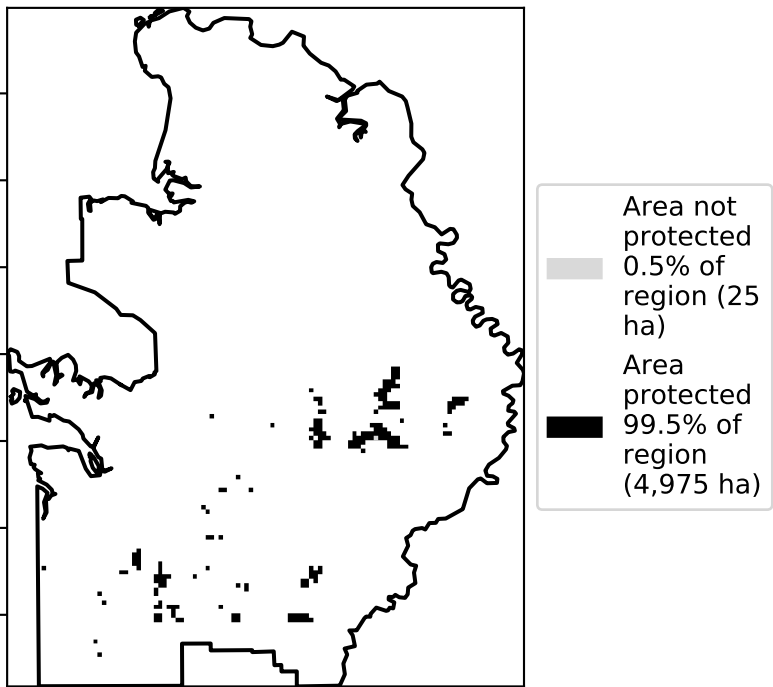 Area not
protected
0.5% of
region (25
ha)
Area
protected
99.5% of
region
(4,975 ha)